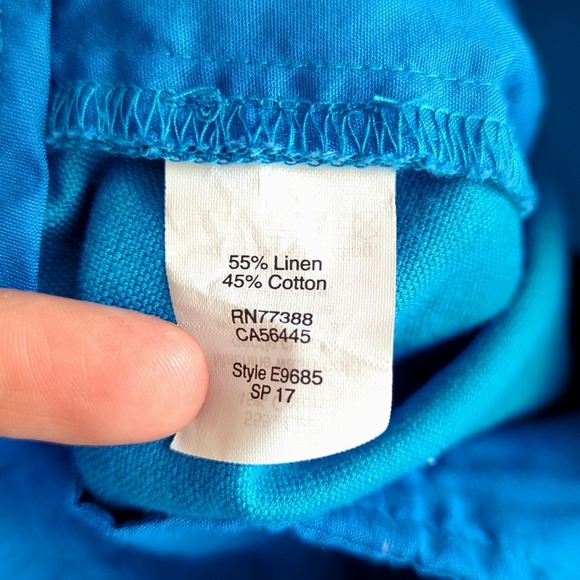 55% Linen
45% Cotton
RN77388
CA56445
Style E9685
SP 17